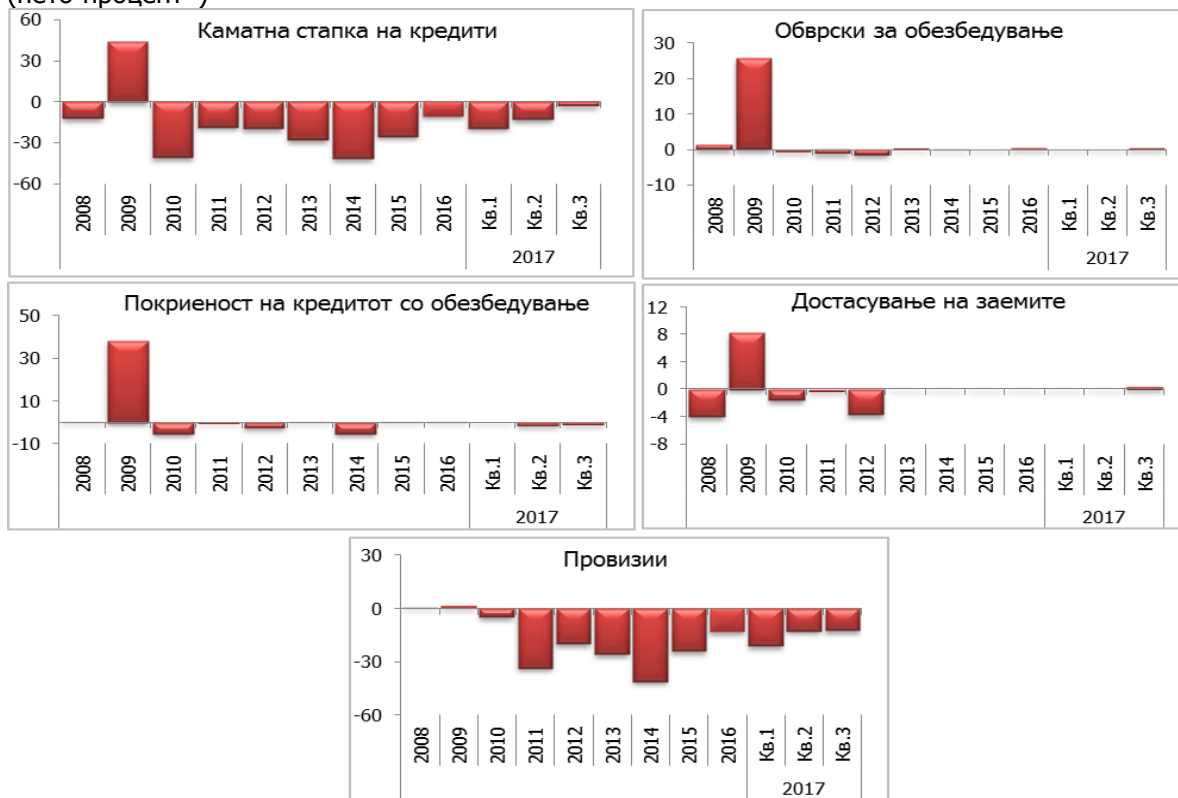 (нето процент*)
Каматна стапка на кредити
60
30
0
-30
-60
2008 2009 2010 2011 2012 2013 2014 2015 2016 Кв.1 Кв.2 Кв.3
2017
Обврски за обезбедување
30
20
10
0
-10
2008 2009 2010 2011 2012 2013 2014 2015 2016 Кв.1 Кв.2 Кв.3
2017
Покриеност на кредитот со обезбедување
50
30
10
-10
2008 2009 2010 2011 2012 2013 2014 2015 2016 Кв.1 Кв.2 Кв.3
2017
Достасување на заемите
12
8
4
0
-4
-8
2008 2009 2010 2011 2012 2013 2014 2015 2016 Кв.1 Кв.2 Кв.3
2017
Провизии
30
0
-30
-60
2008 2009 2010 2011 2012 2013 2014 2015 2016 Кв.1 Кв.2 Кв.3
2017